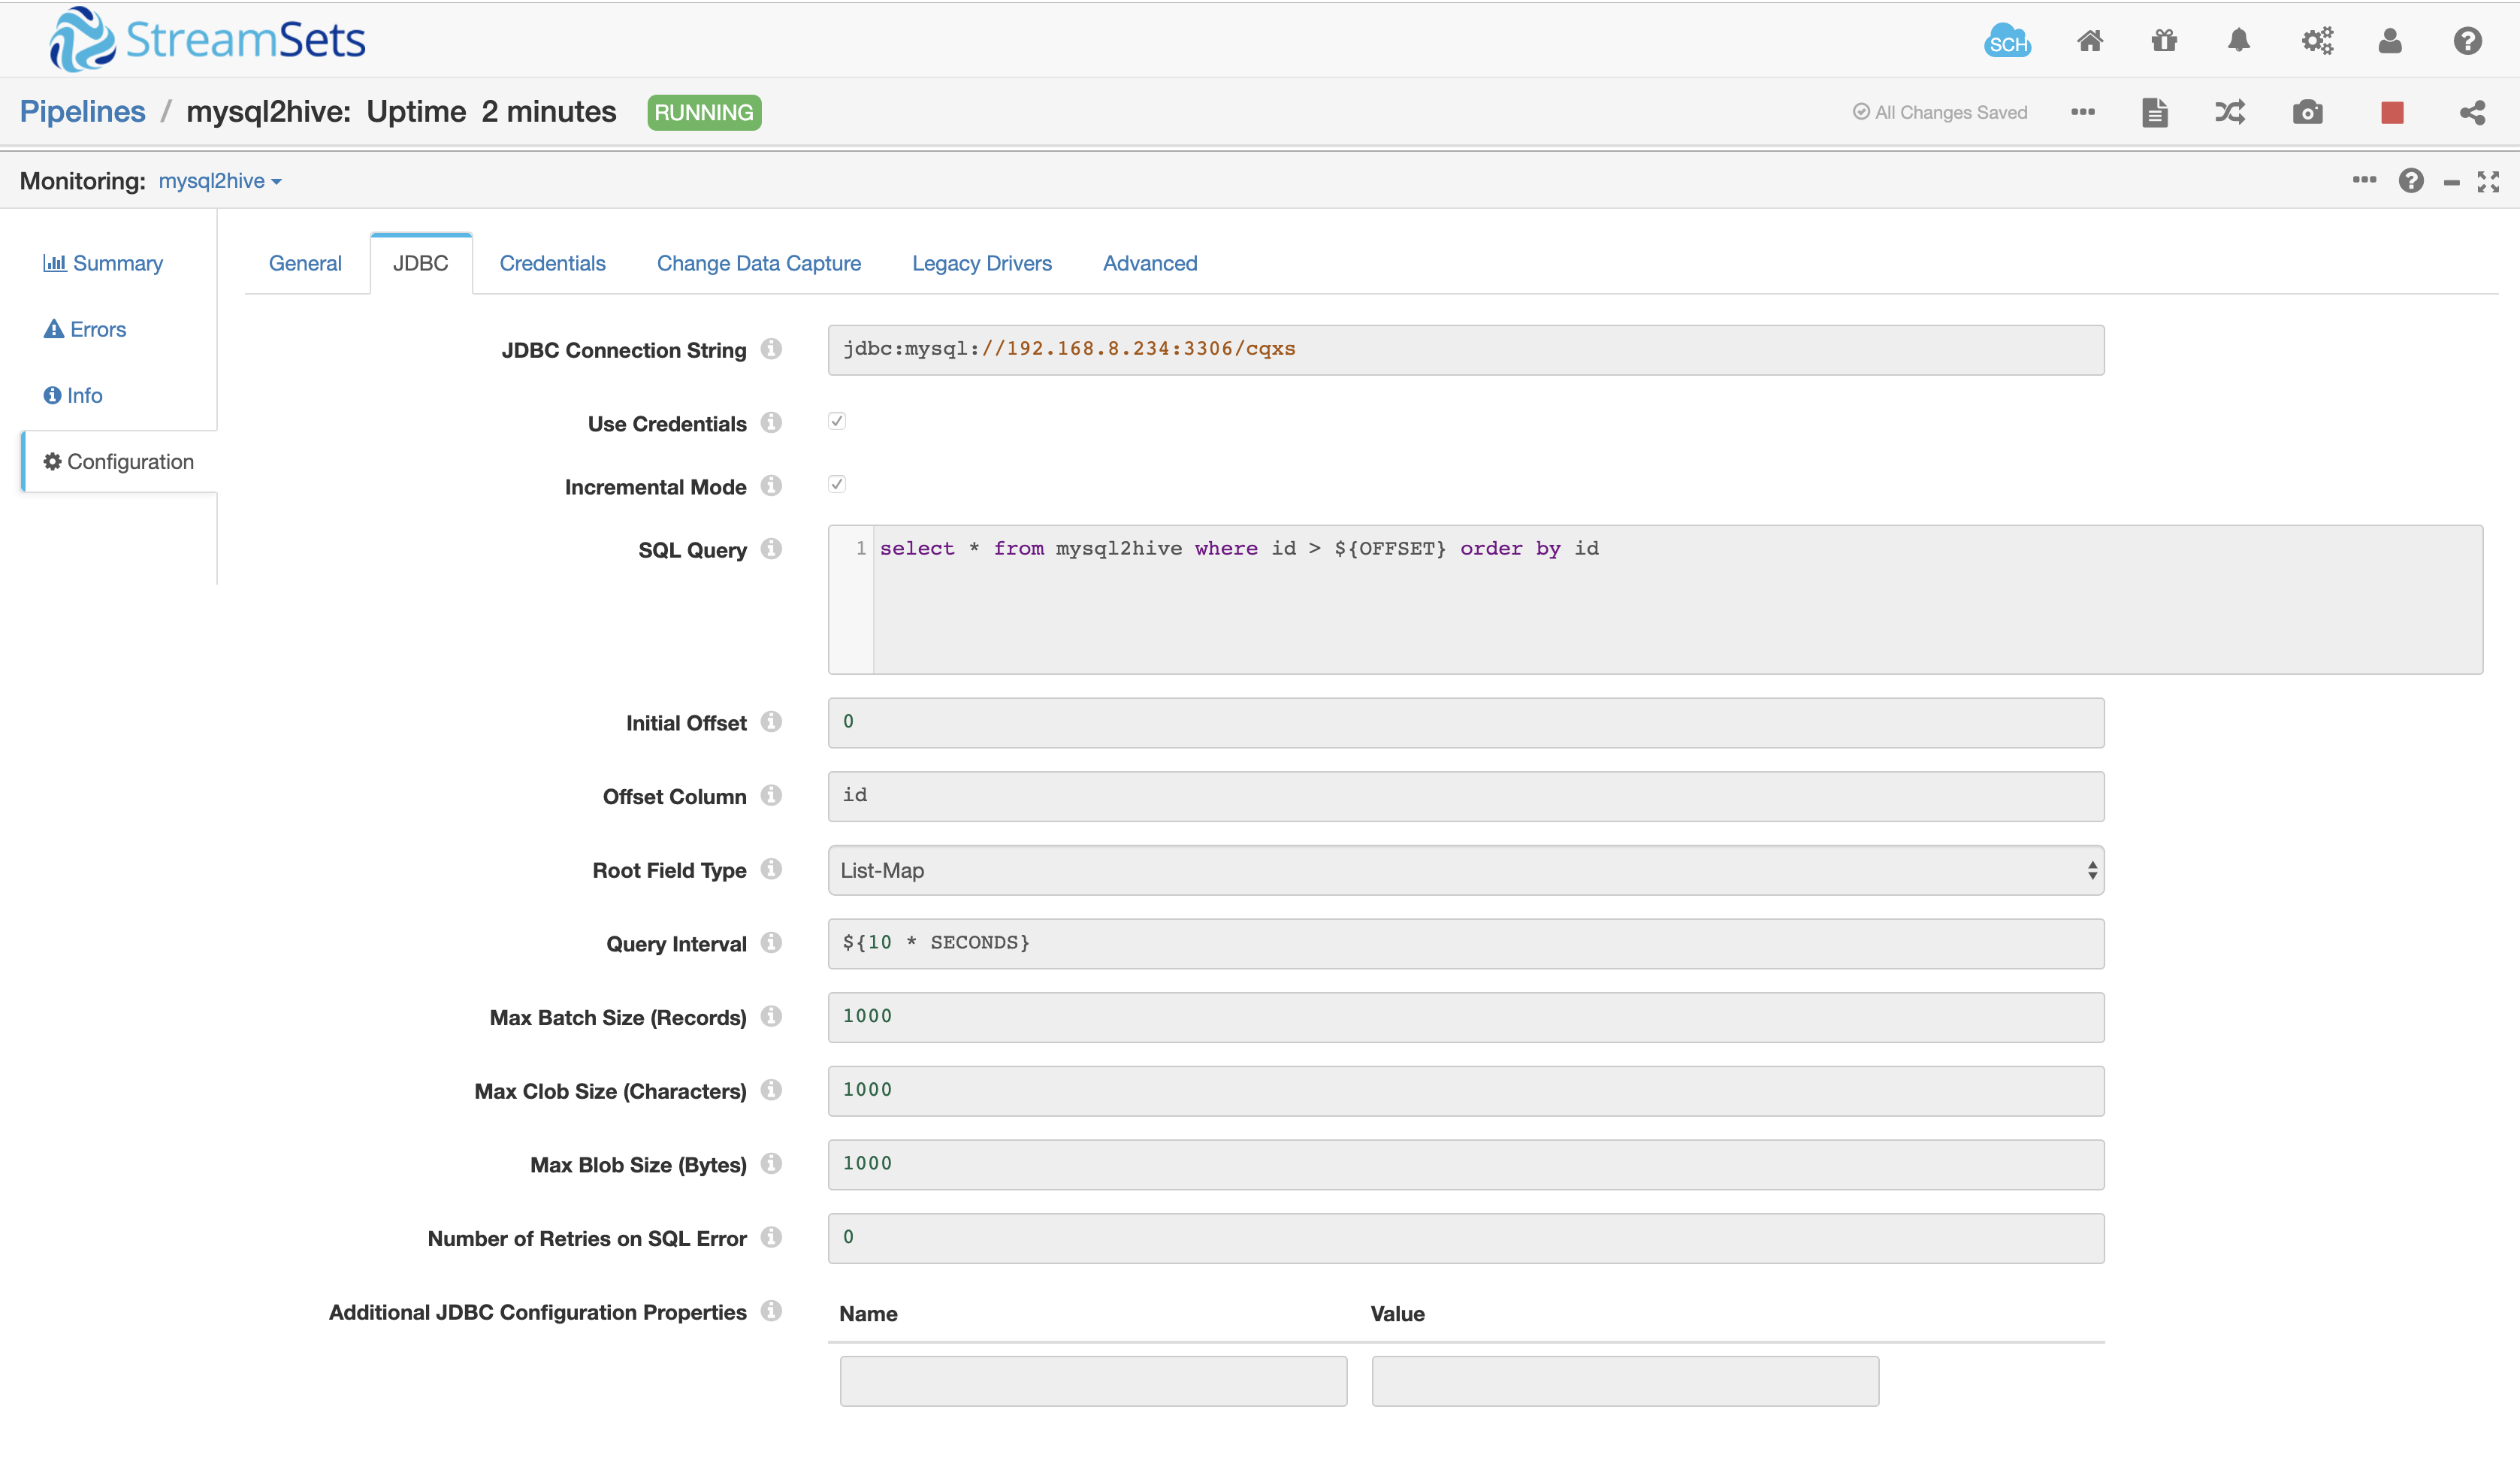 StreamSets
SCH
Pipelines / mysql2hive: Uptime 2 minutes RUNNING
All Changes Saved
Monitoring: mysql2hive
Summary
Errors
Info
Configuration
General JDBC Credentials Change Data Capture Legacy Drivers Advanced
JDBC Connection String jdbc:mysql://192.168.8.234:3306/cqxs
Use Credentials
Incremental Mode
SQL Query 1 select * from mysql2hive where id > ${OFFSET} order by id
Initial Offset 0
Offset Column id
Root Field Type List-Map
Query Interval ${10 * SECONDS}
Max Batch Size (Records) 1000
Max Clob Size (Characters) 1000
Max Blob Size (Bytes) 1000
Number of Retries on SQL Error 0
Additional JDBC Configuration Properties Name Value